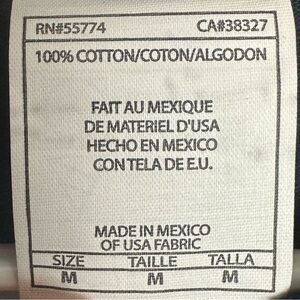 RN#55774 CA#38327
100% COTTON/COTON/ALGODON
FAIT AU MEXIQUE
DE MATERIEL D'USA
HECHO EN MEXICO
CON TELA DE E.U.
MADE IN MEXICO
OF USA FABRIC
SIZE TAILLE TALLA
M M M